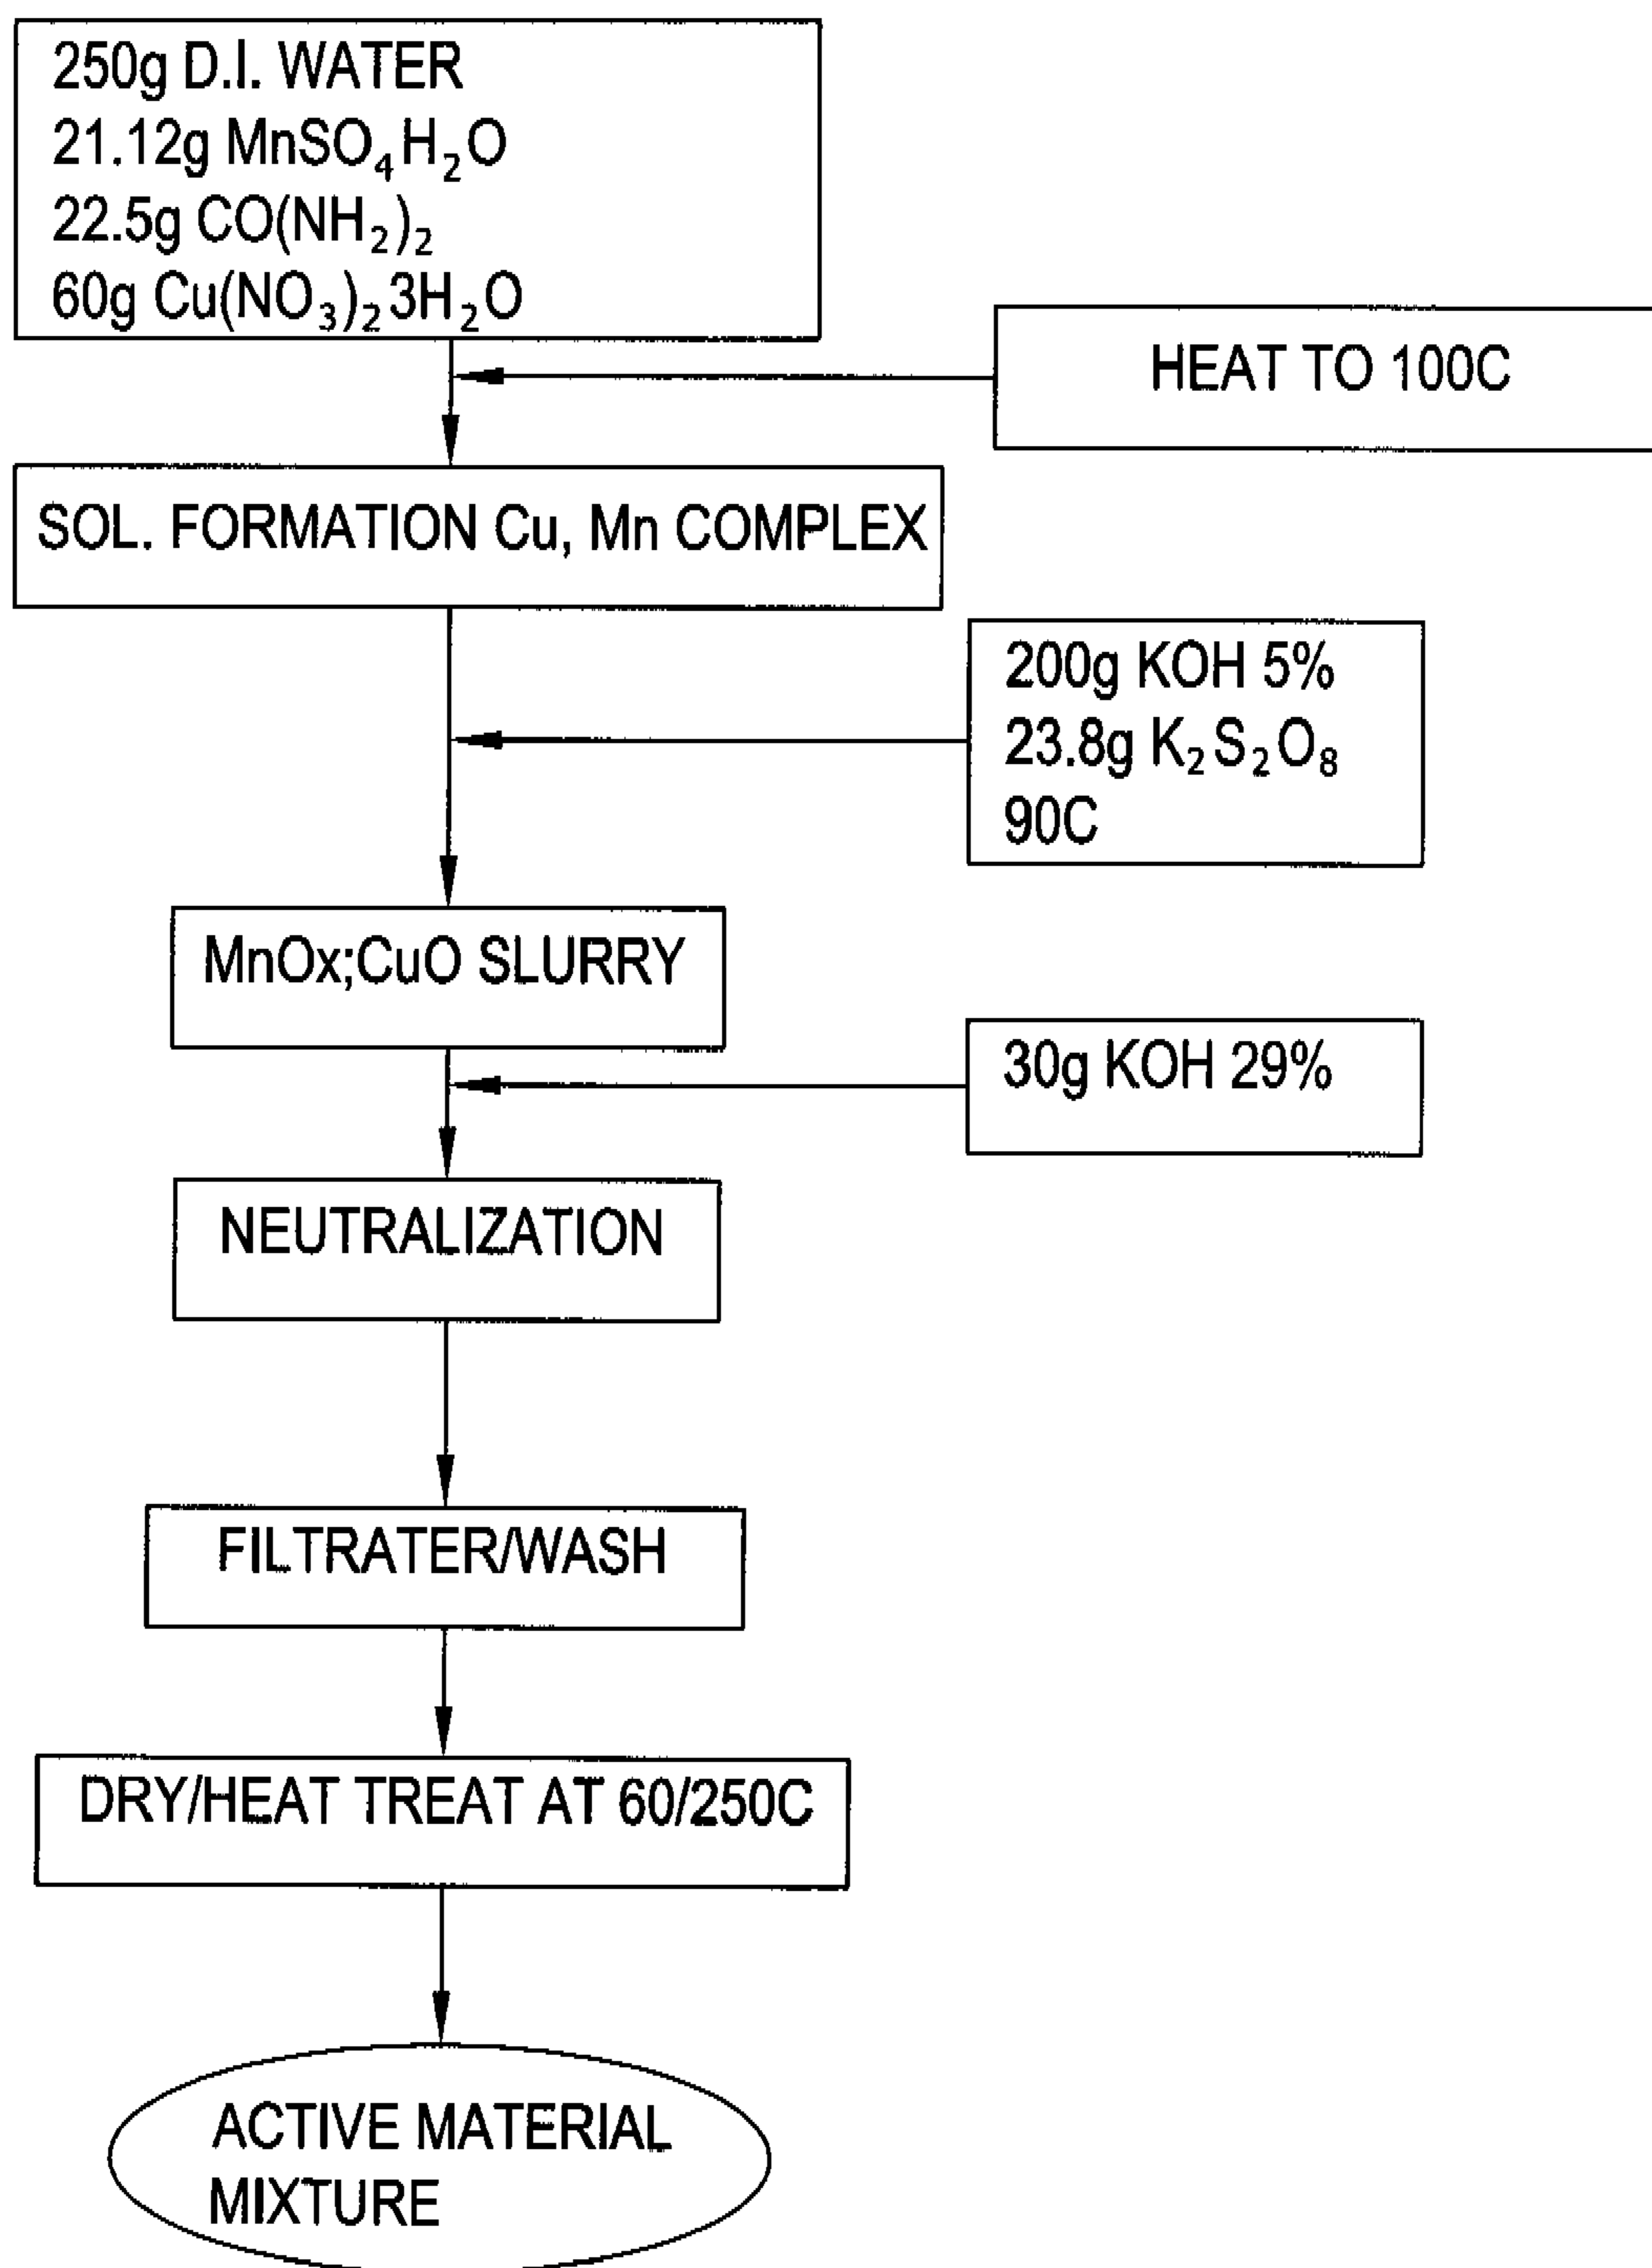 250g D.I. WATER
21.12g MnSO₄H₂O
22.5g CO(NH₂)₂
60g Cu(NO₃)₂3H₂O
HEAT TO 100C
SOL. FORMATION Cu, Mn COMPLEX
200g KOH 5%
23.8g K₂S₂O₈
90C
MnOx;CuO SLURRY
30g KOH 29%
NEUTRALIZATION
FILTRATER/WASH
DRY/HEAT TREAT AT 60/250C
ACTIVE MATERIAL
MIXTURE